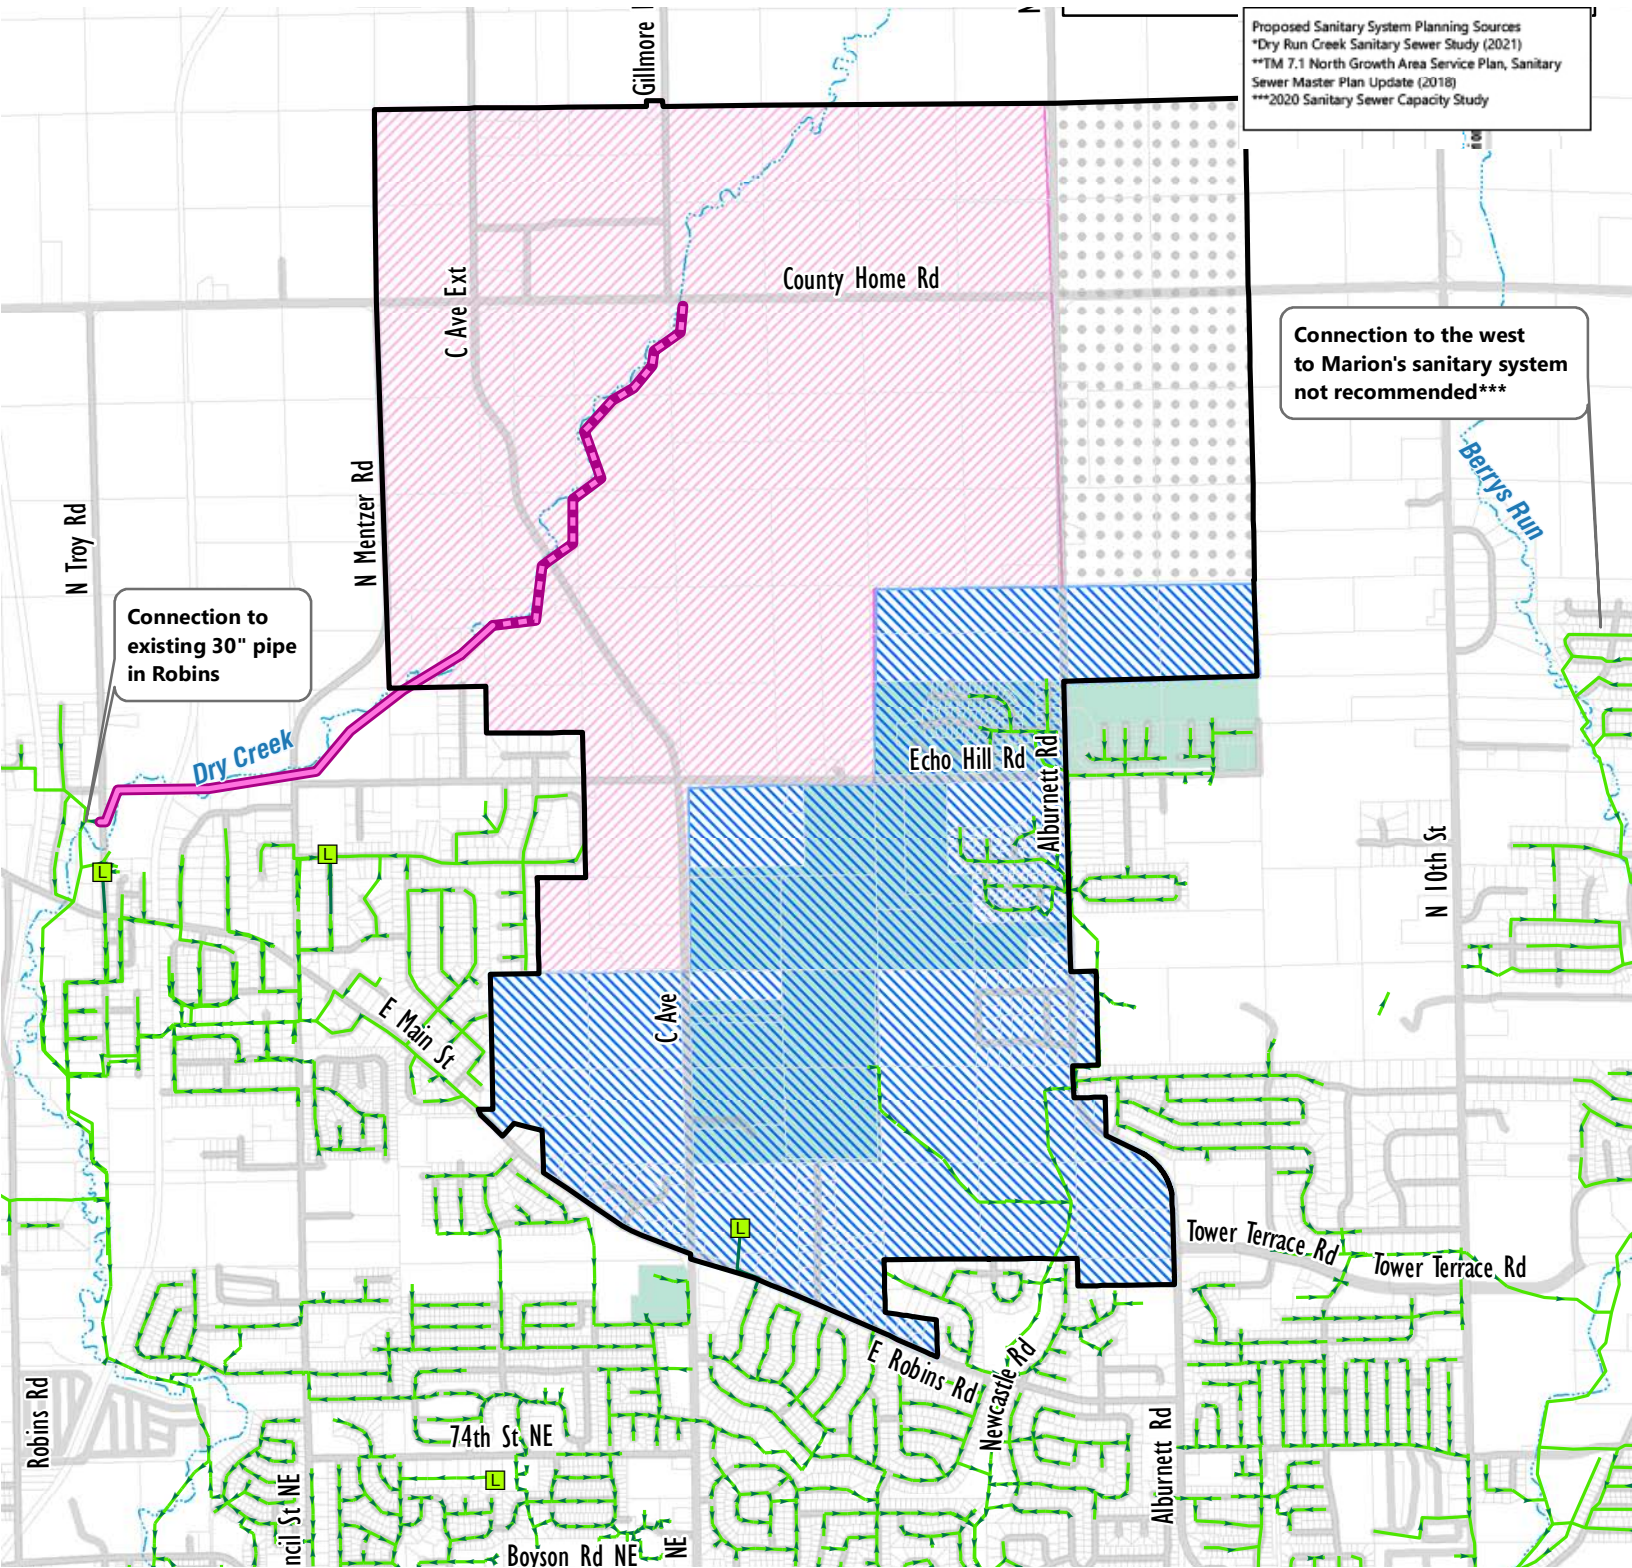 Gillmore
Proposed Sanitary System Planning Sources
*Dry Run Creek Sanitary Sewer Study (2021)
**TM 7.1 North Growth Area Service Plan, Sanitary
Sewer Master Plan Update (2018)
***2020 Sanitary Sewer Capacity Study
County Home Rd
C Ave Ext
Connection to the west
to Marion's sanitary system
not recommended***
N Mentzer Rd
N Troy Rd
Berrys Run
Connection to
existing 30" pipe
in Robins
Dry Creek
Echo Hill Rd
Alburnett Rd
L
L
N 10th St
C Ave
E Main St
L
Tower Terrace Rd
Tower Terrace Rd
E Robins Rd
Newcastle Rd
Robins Rd
74th St NE
Alburnett Rd
L
ncil St NE
Boyson Rd NE
NE